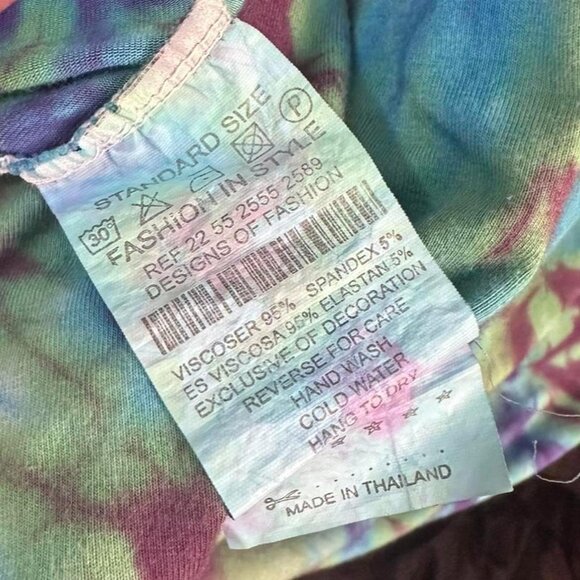 STANDARD SIZE
30° P
FASHION IN STYLE
REF 22 55 2555 2589
DESIGNS OF FASHION
VISCOSER 95% SPANDEX 5%
ES VISCOSA 95% ELASTAN 5%
EXCLUSIVE OF DECORATION
REVERSE FOR CARE
HAND WASH
COLD WATER
HANG TO DRY
MADE IN THAILAND